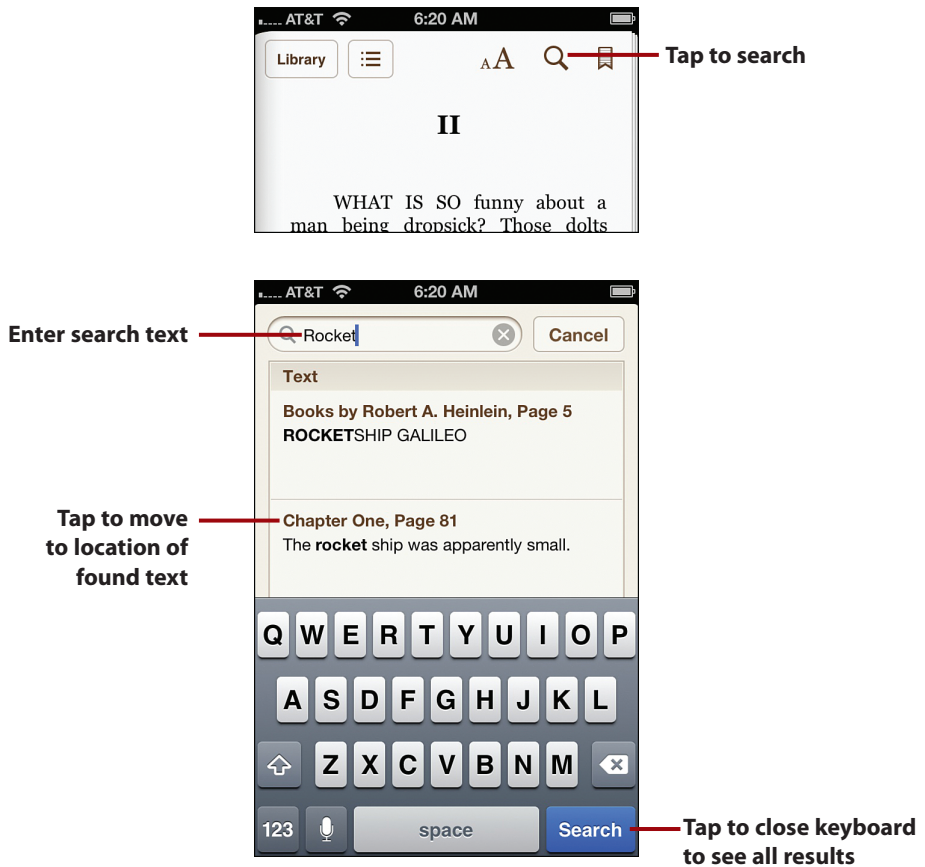 AT&T 6:20 AM
Library AA
Tap to search
II
WHAT IS SO funny about a
man being dropsick? Those dolts
AT&T 6:20 AM
Enter search text
Rocket
Cancel
Text
Books by Robert A. Heinlein, Page 5
ROCKETSHIP GALILEO
Tap to move
to location of
found text
Chapter One, Page 81
The rocket ship was apparently small.
Q W E R T Y U I O P
A S D F G H J K L
Z X C V B N M
123 space Search
Tap to close keyboard
to see all results